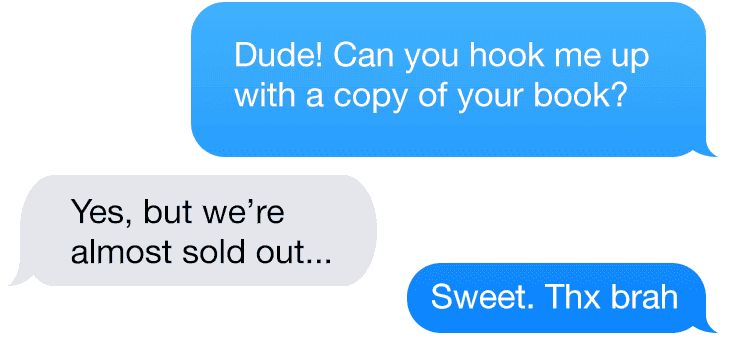 Dude! Can you hook me up
with a copy of your book?
Yes, but we’re
almost sold out...
Sweet. Thx brah